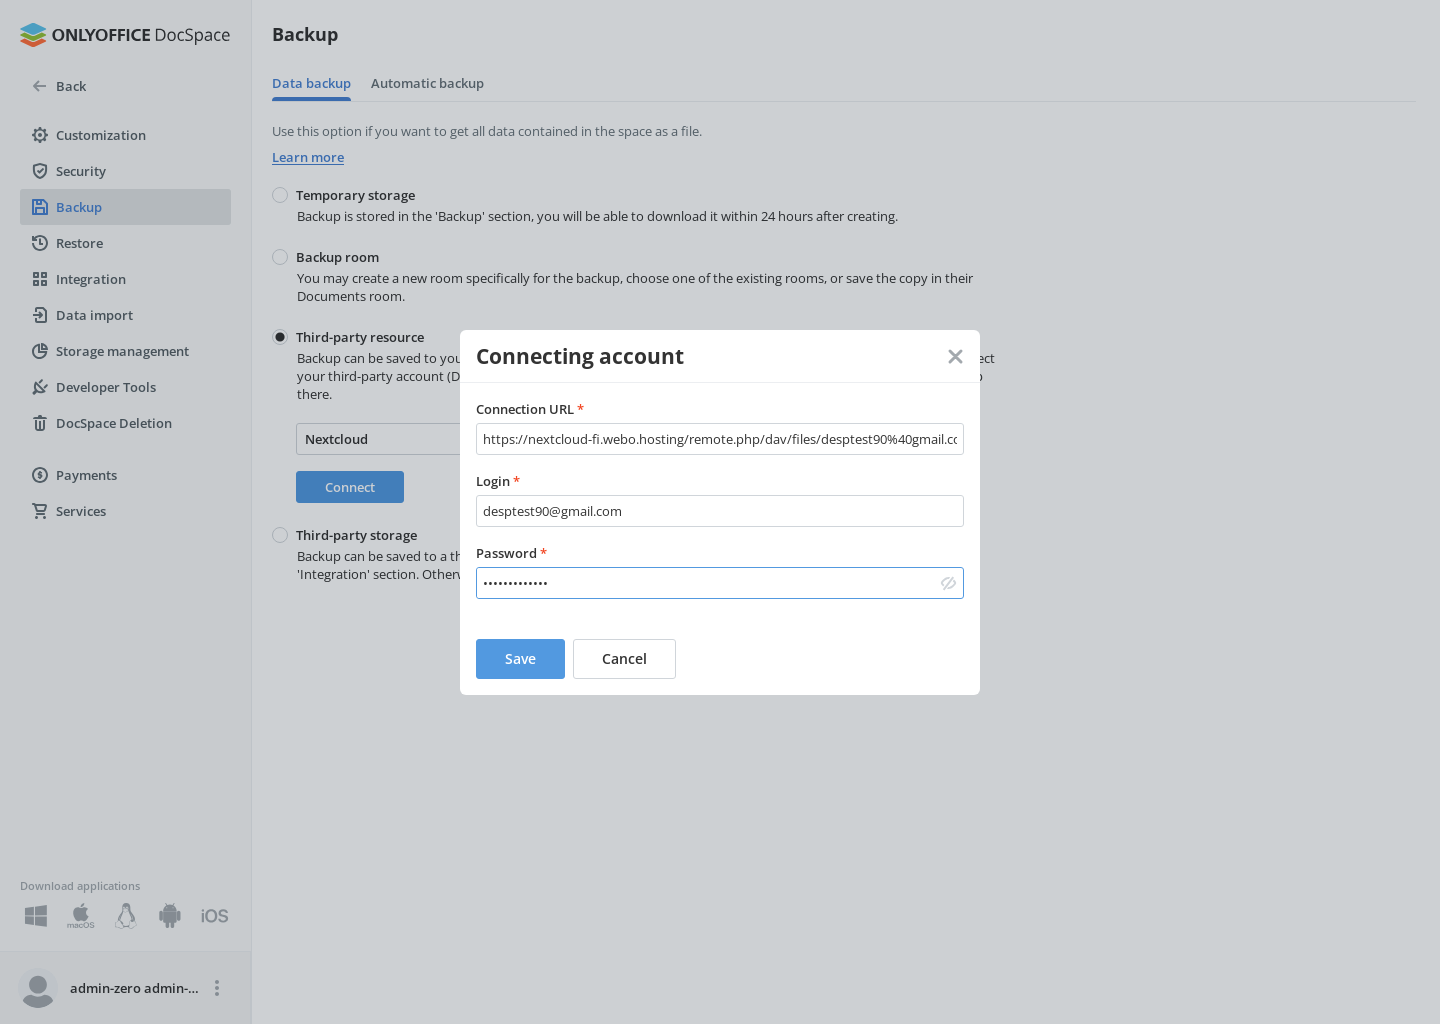 ONLYOFFICE DocSpace
Back
Customization
Security
Backup
Restore
Integration
Data import
Storage management
Developer Tools
DocSpace Deletion
Payments
Services
Download applications
macOS
iOS
admin-zero admin-...
Backup
Data backup
Automatic backup
Use this option if you want to get all data contained in the space as a file.
Learn more
Temporary storage
Backup is stored in the 'Backup' section, you will be able to download it within 24 hours after creating.
Backup room
You may create a new room specifically for the backup, choose one of the existing rooms, or save the copy in their
Documents room.
Third-party resource
Backup can be saved to you
your third-party account (D
there.
Nextcloud
Connect
Third-party storage
Backup can be saved to a th
'Integration' section. Otherw
Connecting account
Connection URL *
https://nextcloud-fi.webo.hosting/remote.php/dav/files/desptest90%40gmail.co
Login *
desptest90@gmail.com
Password *
•••••••••••••
Save
Cancel